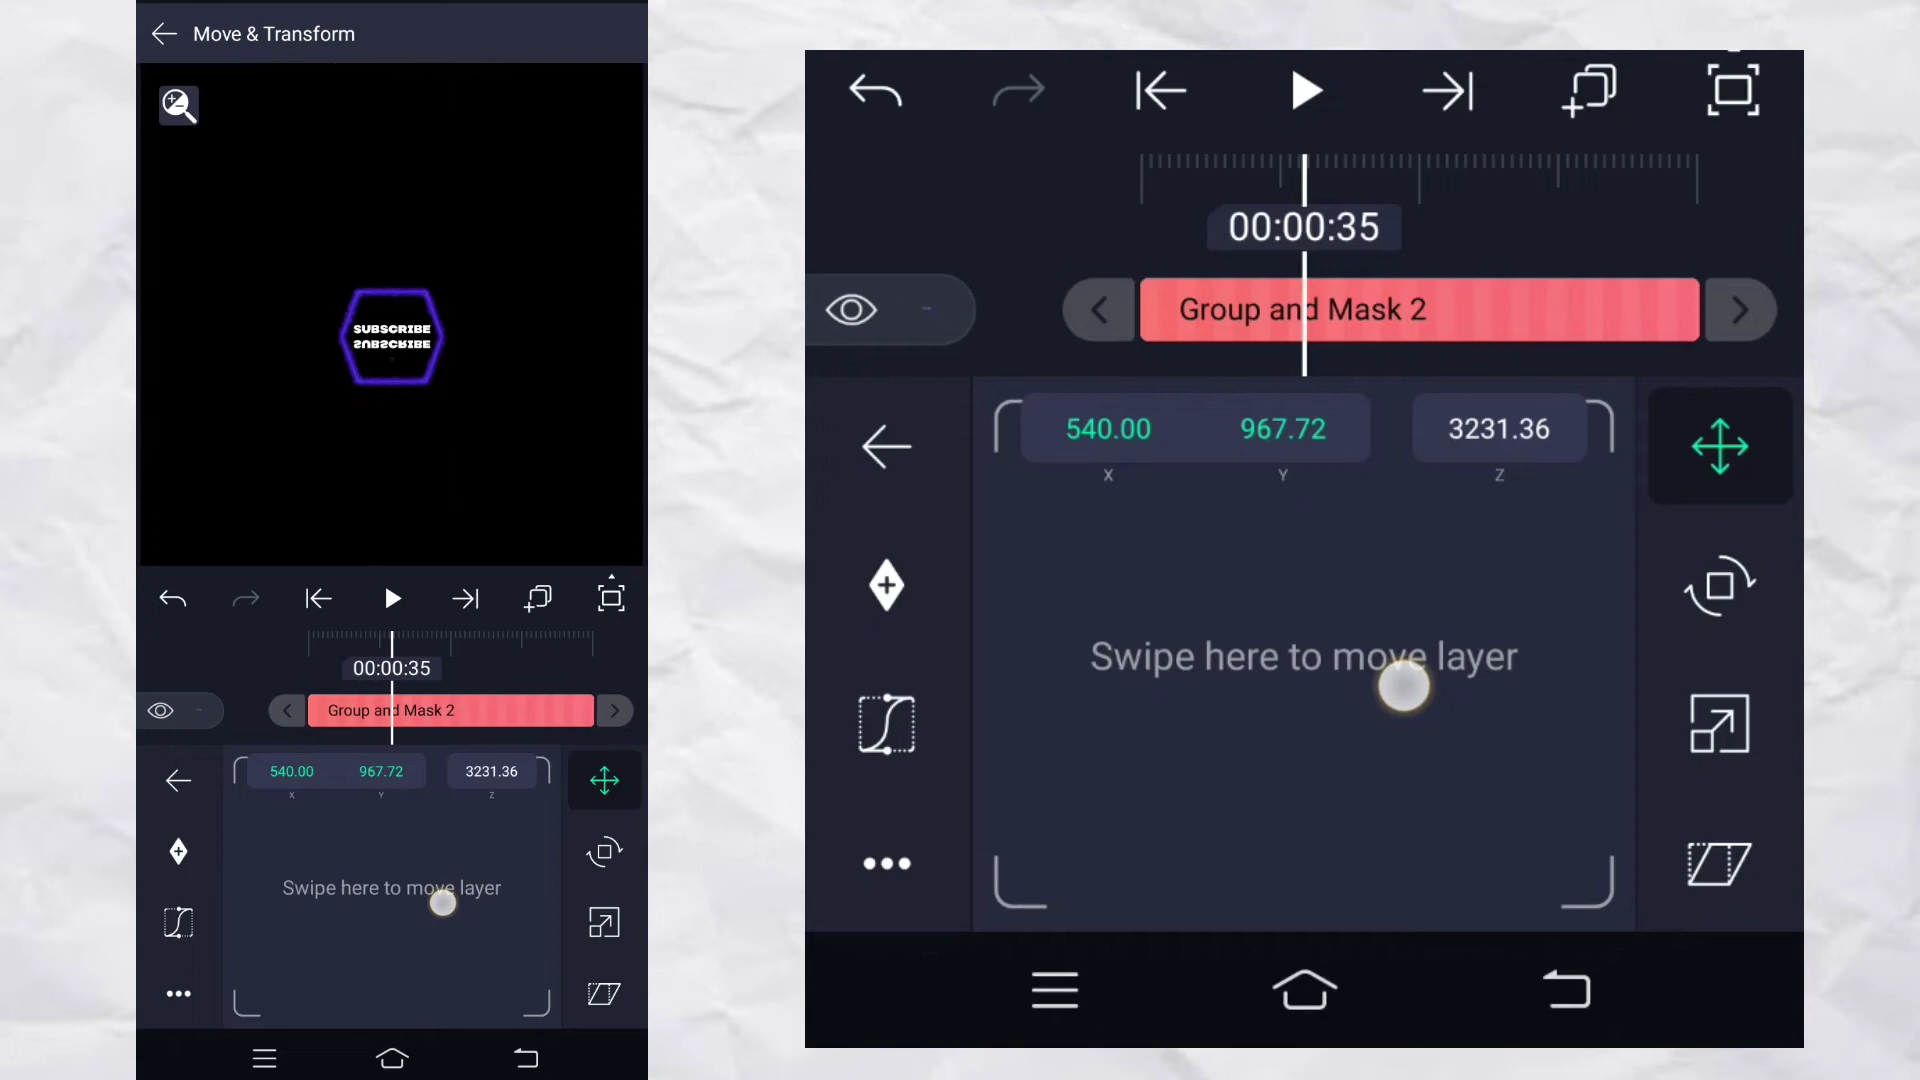 Move & Transform
SUBSCRIBE
SUBSCRIBE
00:00:35
Group and Mask 2
540.00 967.72 3231.36
X Y Z
Swipe here to move layer
00:00:35
Group and Mask 2
540.00 967.72 3231.36
X Y Z
Swipe here to move layer